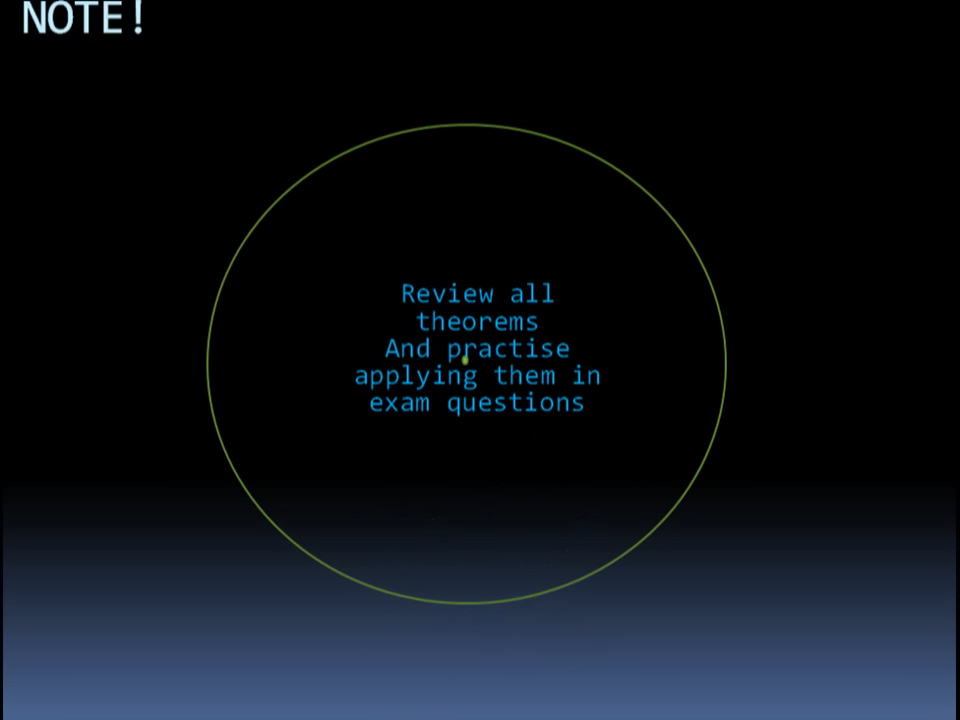 NOTE!
Review all
theorems
And practise
applying them in
exam questions